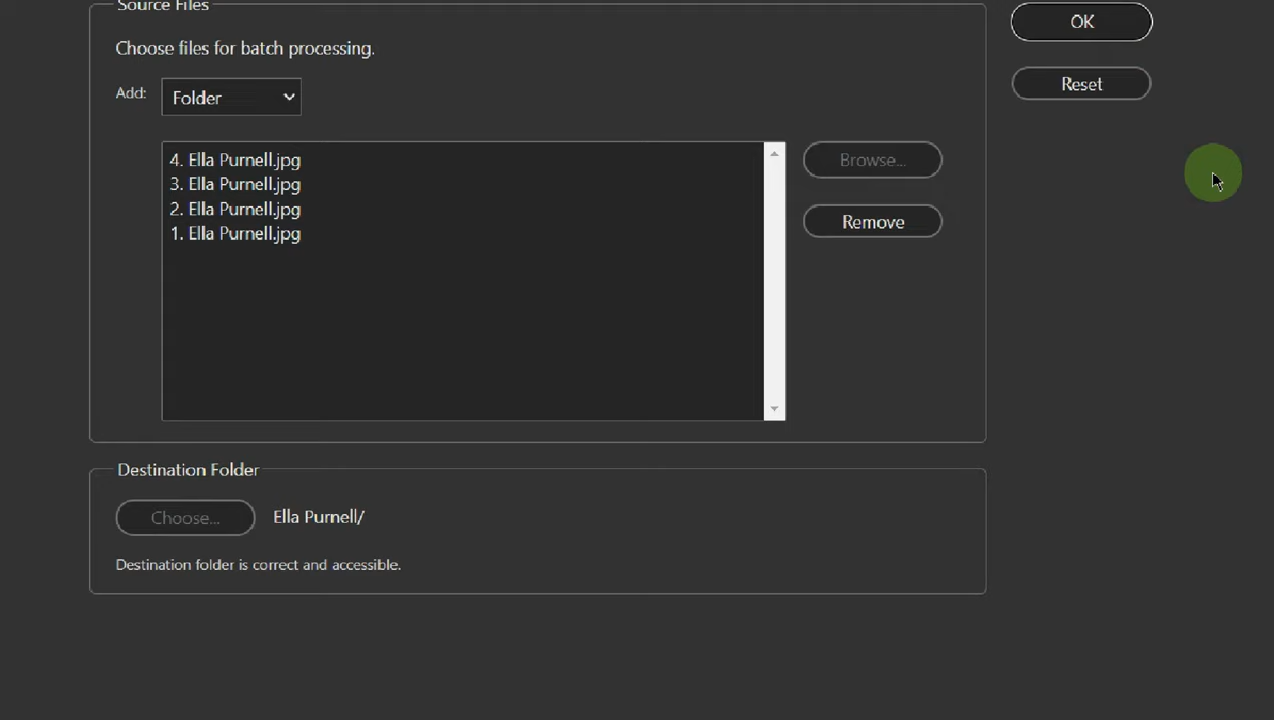 Source Files
OK
Choose files for batch processing.
Reset
Add:
Folder
4. Ella Purnell.jpg
Browse...
3. Ella Purnell.jpg
2. Ella Purnell.jpg
Remove
1. Ella Purnell.jpg
Destination Folder
Choose...
Ella Purnell/
Destination folder is correct and accessible.